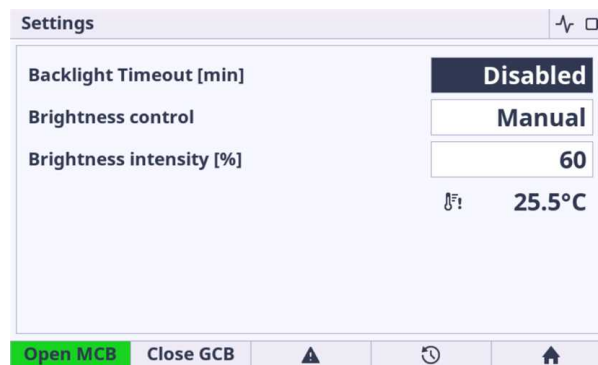 Settings
Backlight Timeout [min] Disabled
Brightness control Manual
Brightness intensity [%] 60
25.5°C
Open MCB Close GCB